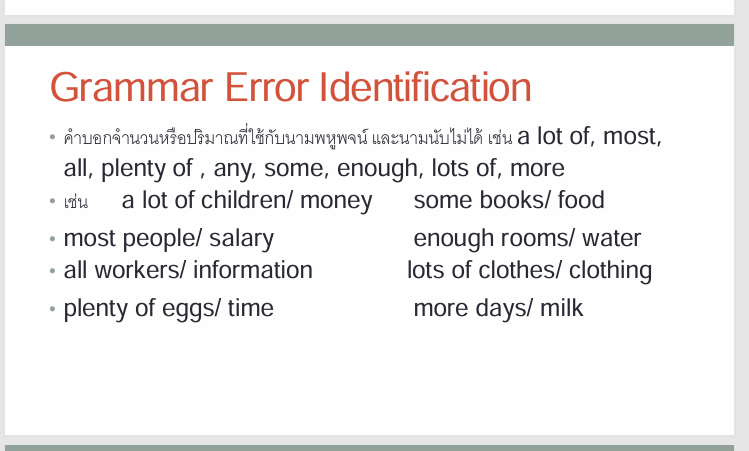 Grammar Error Identification
• คำบอกจำนวนหรือปริมาณที่ใช้กับนามพหูพจน์ และนามนับไม่ได้ เช่น a lot of, most,
all, plenty of , any, some, enough, lots of, more
• เช่น a lot of children/ money some books/ food
• most people/ salary enough rooms/ water
• all workers/ information lots of clothes/ clothing
• plenty of eggs/ time more days/ milk